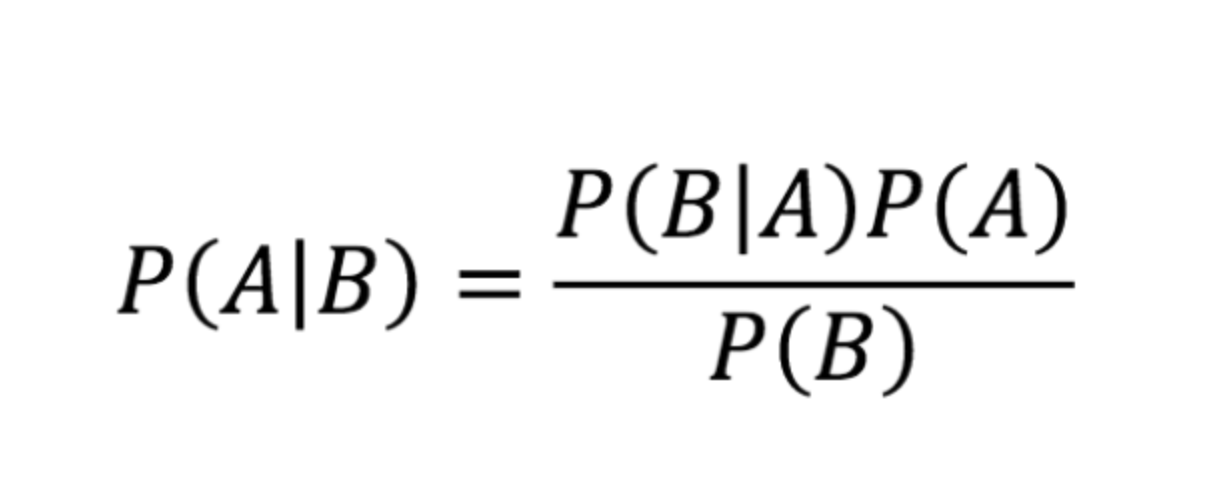 P(A|B) = P(B|A)P(A) / P(B)